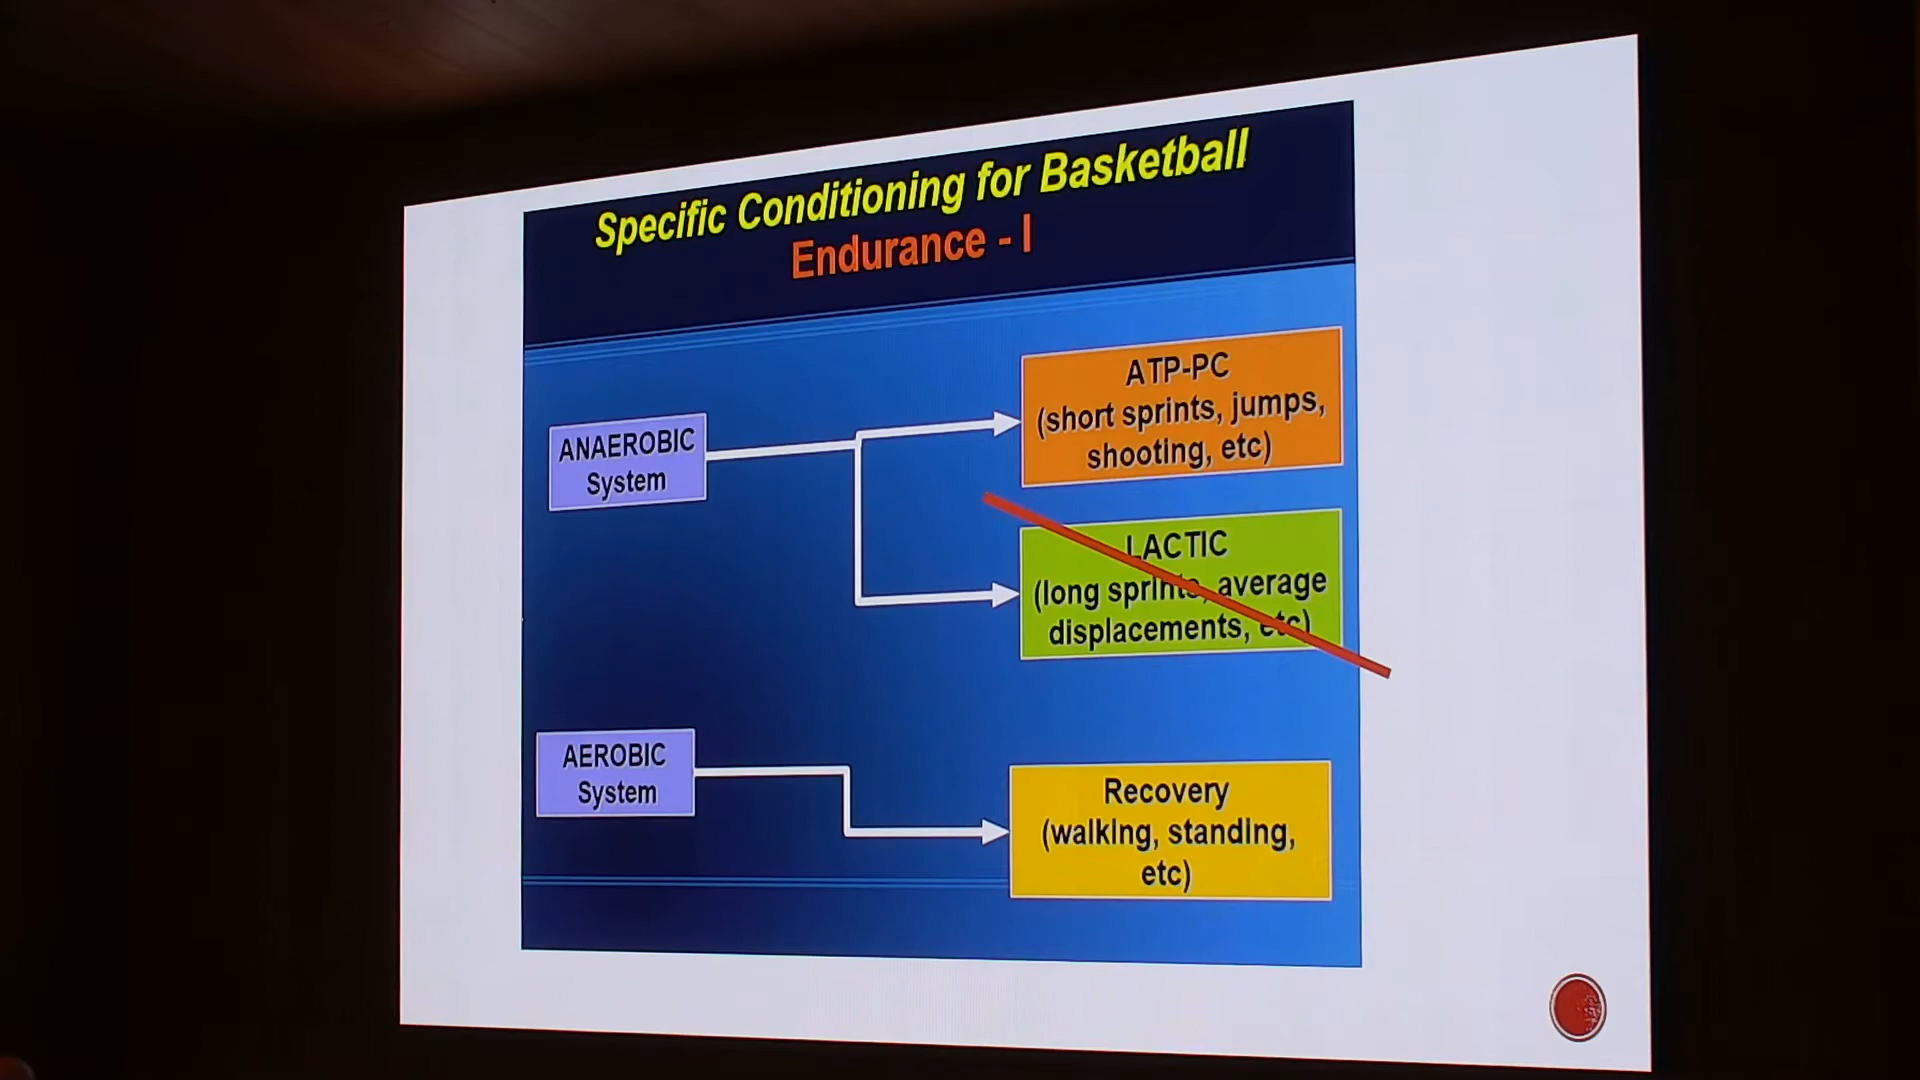 Specific Conditioning for Basketball
Endurance - I
ANAEROBIC
System
ATP-PC
(short sprints, jumps,
shooting, etc)
LACTIC
(long sprints, average
displacements, etc)
AEROBIC
System
Recovery
(walking, standing,
etc)